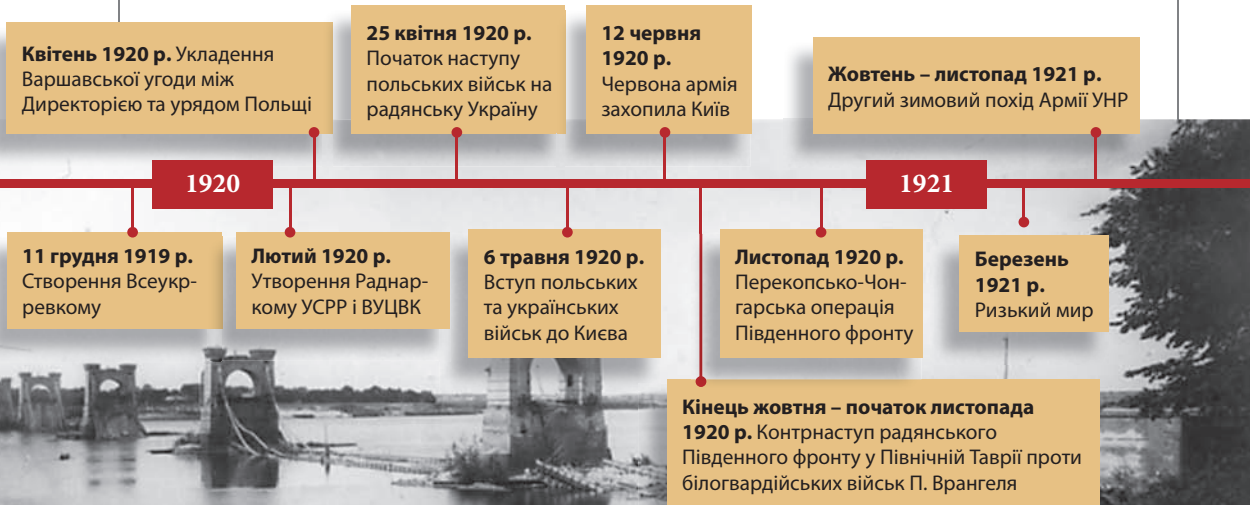 Квітень 1920 р. Укладення
Варшавської угоди між
Директорією та урядом Польщі
25 квітня 1920 р.
Початок наступу
польських військ на
радянську Україну
12 червня
1920 р.
Червона армія
захопила Київ
Жовтень – листопад 1921 р.
Другий зимовий похід Армії УНР
1920
1921
11 грудня 1919 р.
Створення Всеукр-
ревкому
Лютий 1920 р.
Утворення Раднар-
кому УСРР і ВУЦВК
6 травня 1920 р.
Вступ польських
та українських
військ до Києва
Листопад 1920 р.
Перекопсько-Чон-
гарська операція
Південного фронту
Березень
1921 р.
Ризький мир
Кінець жовтня – початок листопада
1920 р. Контрнаступ радянського
Південного фронту у Північній Таврії проти
білогвардійських військ П. Врангеля